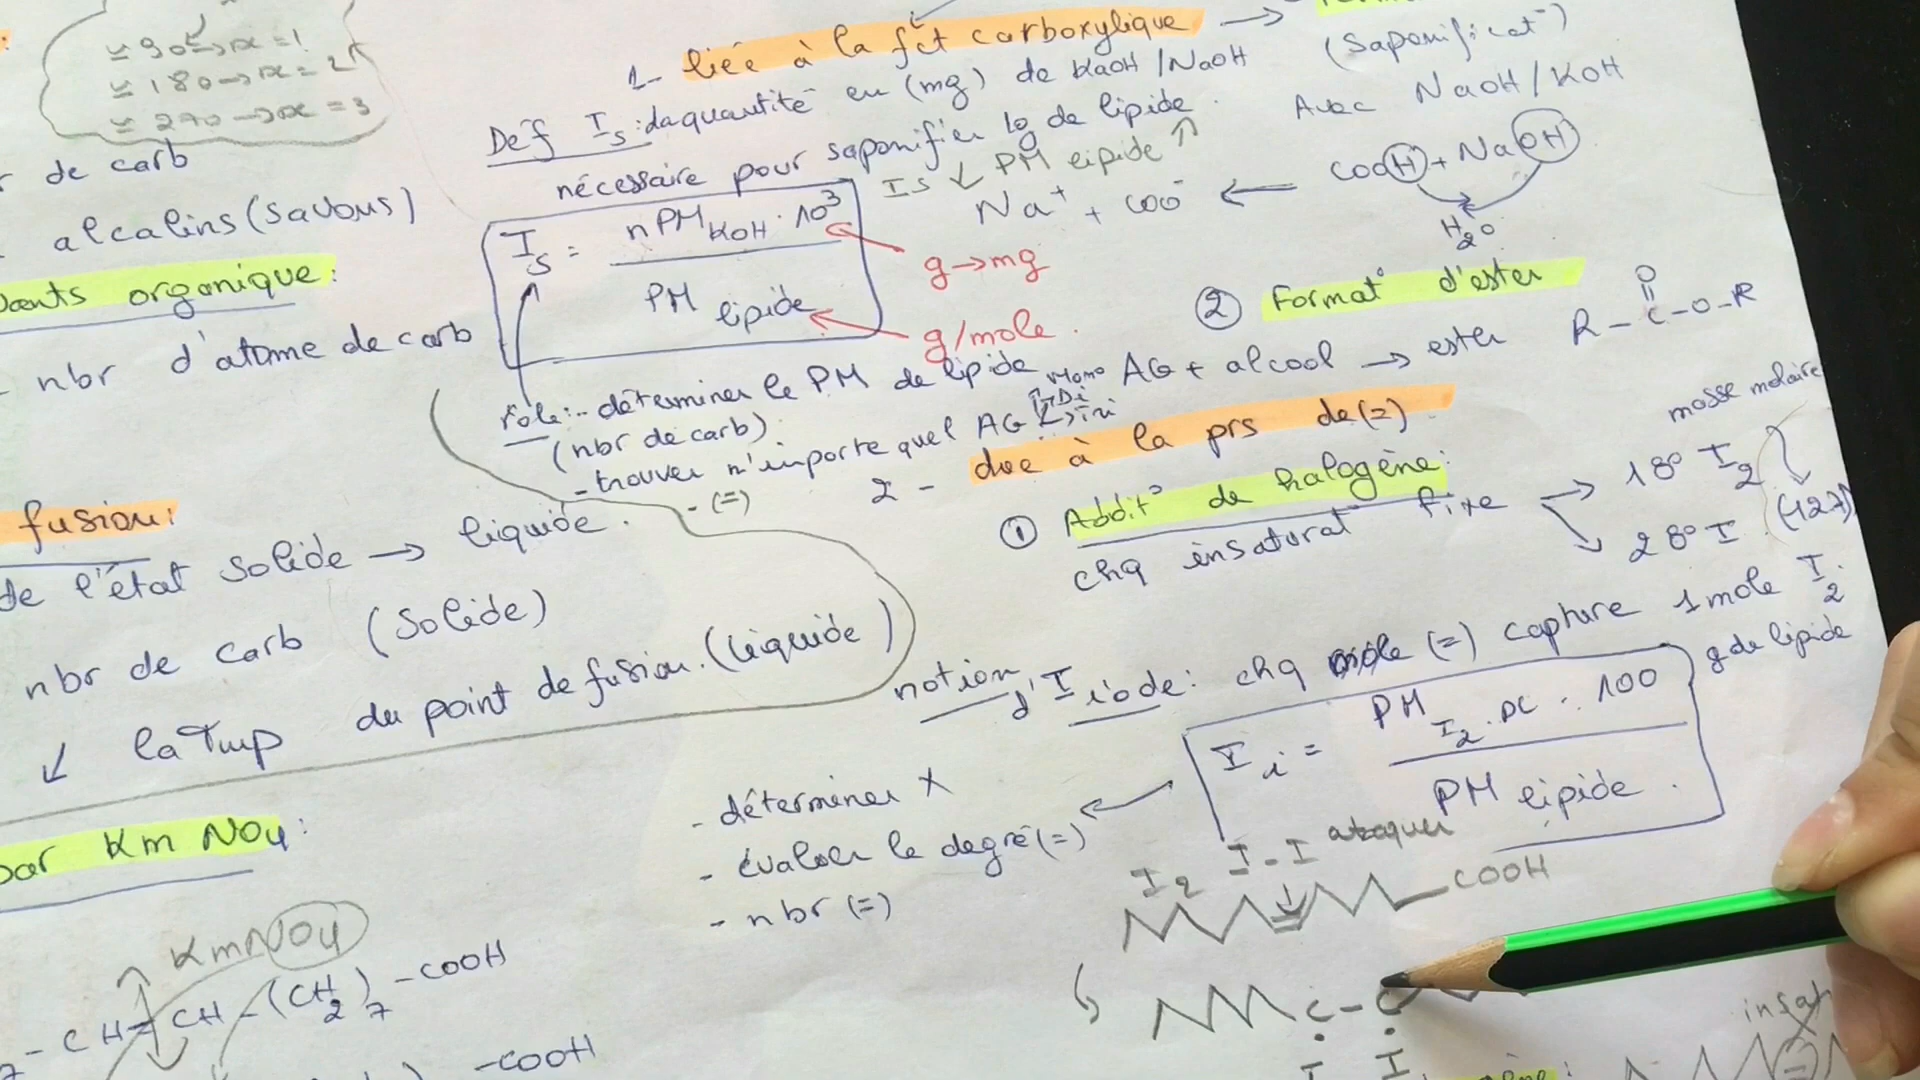 ≃ 90 → x = 1
≃ 180 → x = 2
≃ 270 → x = 3
de carb
alcalins (savons)
organique:
nbr d'atome de carb
fusion:
de l'état solide → liquide.
nbr de carb (solide)
↓ la Tmp du point de fusion. (liquide)
par KmNO4:
KmNO4
- CH = CH - (CH2)7 - COOH
-COOH
1- liée à la fct carboxylique →
Def Is: la quantité en (mg) de KaOH / NaOH
nécessaire pour saponifier 1g de lipide.
Is ↓ PM lipide ↑
Is = nPM KOH · 10³
PM lipide
g→mg
g/mole.
rôle:- déterminer le PM de lipide
(nbr de carb)
- trouver n'importe quel AG
Mono
Di
tri
- (=)
(saponificat°)
Avec NaOH / KOH
COOH + NaOH
H2O
Na+ + COO- ←
② Format° d'ester
AG + alcool → ester
R - C - O - R
O
2 - due à la prs de (=)
① Addit° de halogène:
chq insaturat° fixe → 18° I2
28° I
masse molaire
(127)
notion d'I iode: chq mole (=) capture 1 mole I2.
g de lipide
Ii = PM I2 . x . 100
PM lipide.
- déterminer X
- évaluer le degré (=)
- nbr (=)
I2 I - I attaquer
COOH
C - C
I I
insat